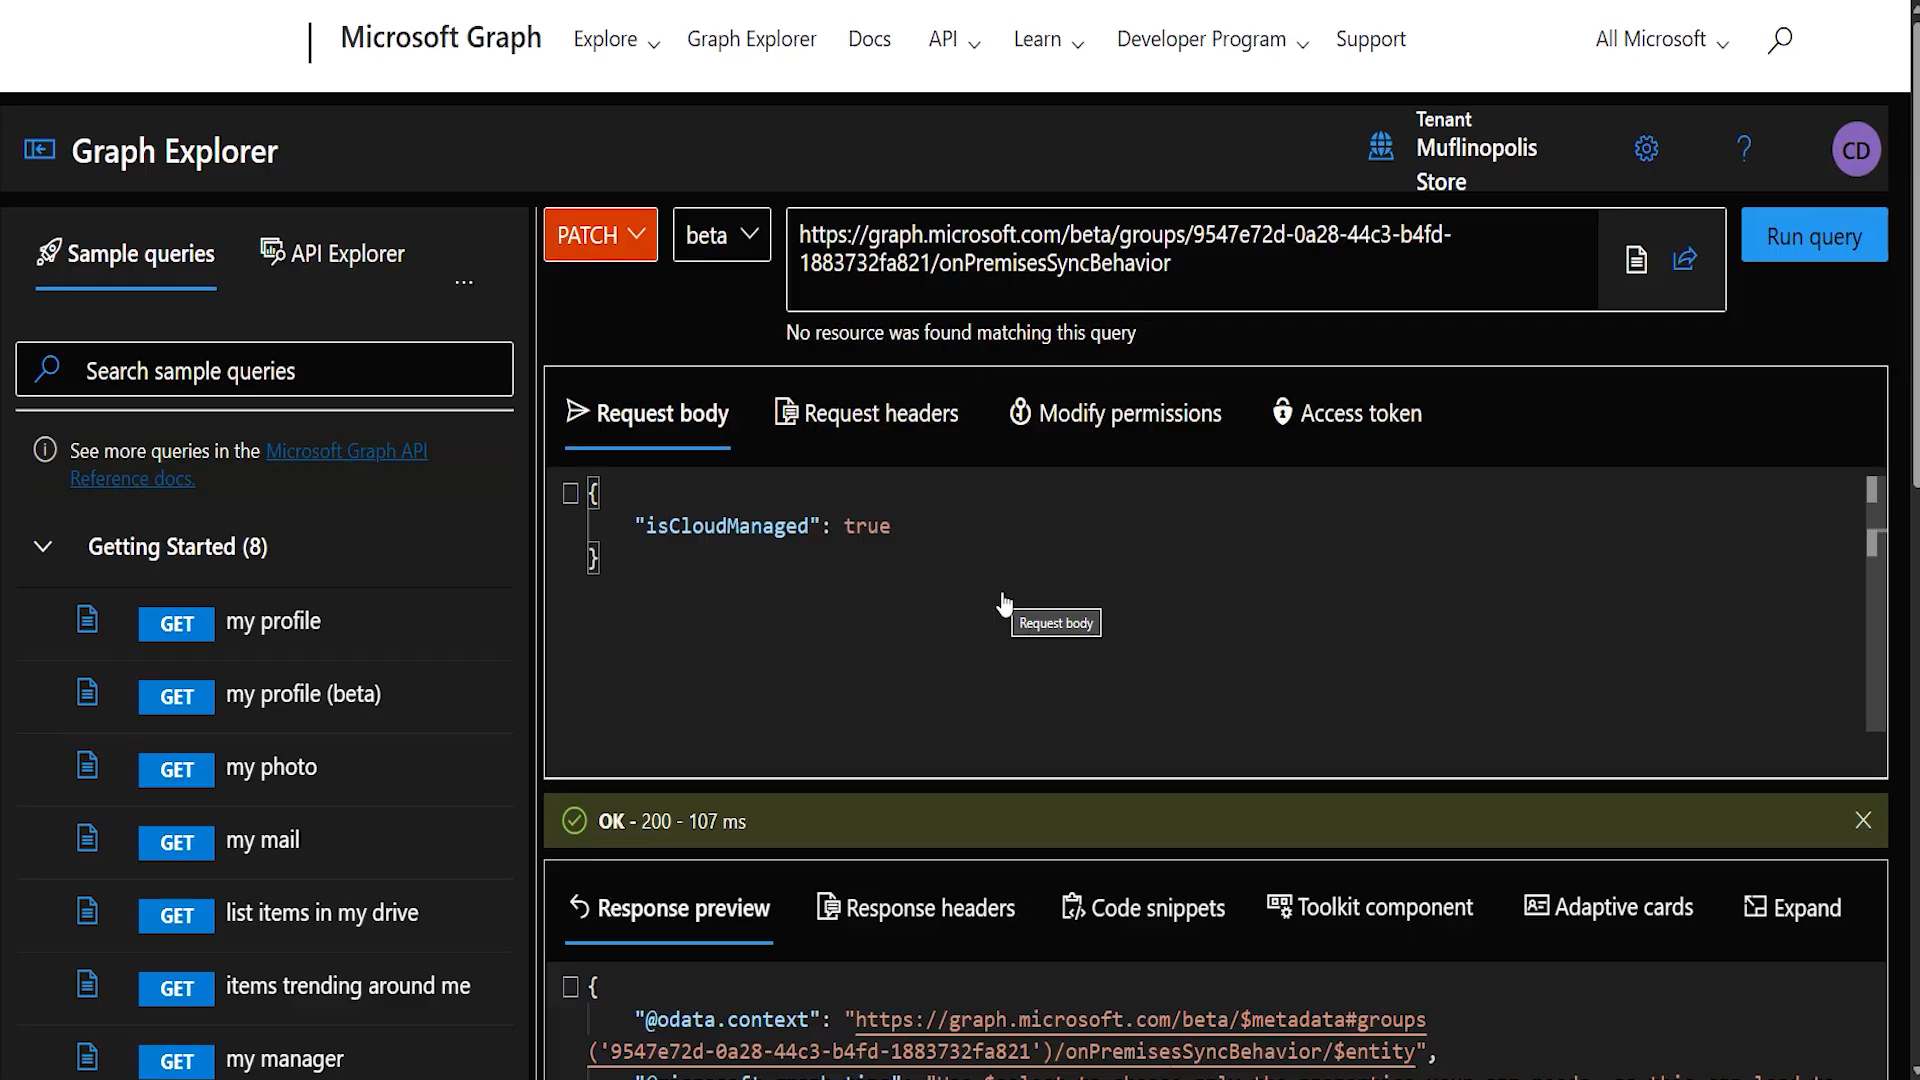 Microsoft Graph
Explore
Graph Explorer
Docs
API
Learn
Developer Program
Support
All Microsoft
Graph Explorer
Tenant
Muflinopolis
Store
?
CD
Sample queries
API Explorer
...
Search sample queries
See more queries in the Microsoft Graph API
Reference docs.
Getting Started (8)
GET my profile
GET my profile (beta)
GET my photo
GET my mail
GET list items in my drive
GET items trending around me
GET my manager
PATCH
beta
https://graph.microsoft.com/beta/groups/9547e72d-0a28-44c3-b4fd-
1883732fa821/onPremisesSyncBehavior
Run query
No resource was found matching this query
Request body
Request headers
Modify permissions
Access token
{
"isCloudManaged": true
}
Request body
OK - 200 - 107 ms
Response preview
Response headers
Code snippets
Toolkit component
Adaptive cards
Expand
{
"@odata.context": "https://graph.microsoft.com/beta/$metadata#groups
('9547e72d-0a28-44c3-b4fd-1883732fa821')/onPremisesSyncBehavior/$entity",